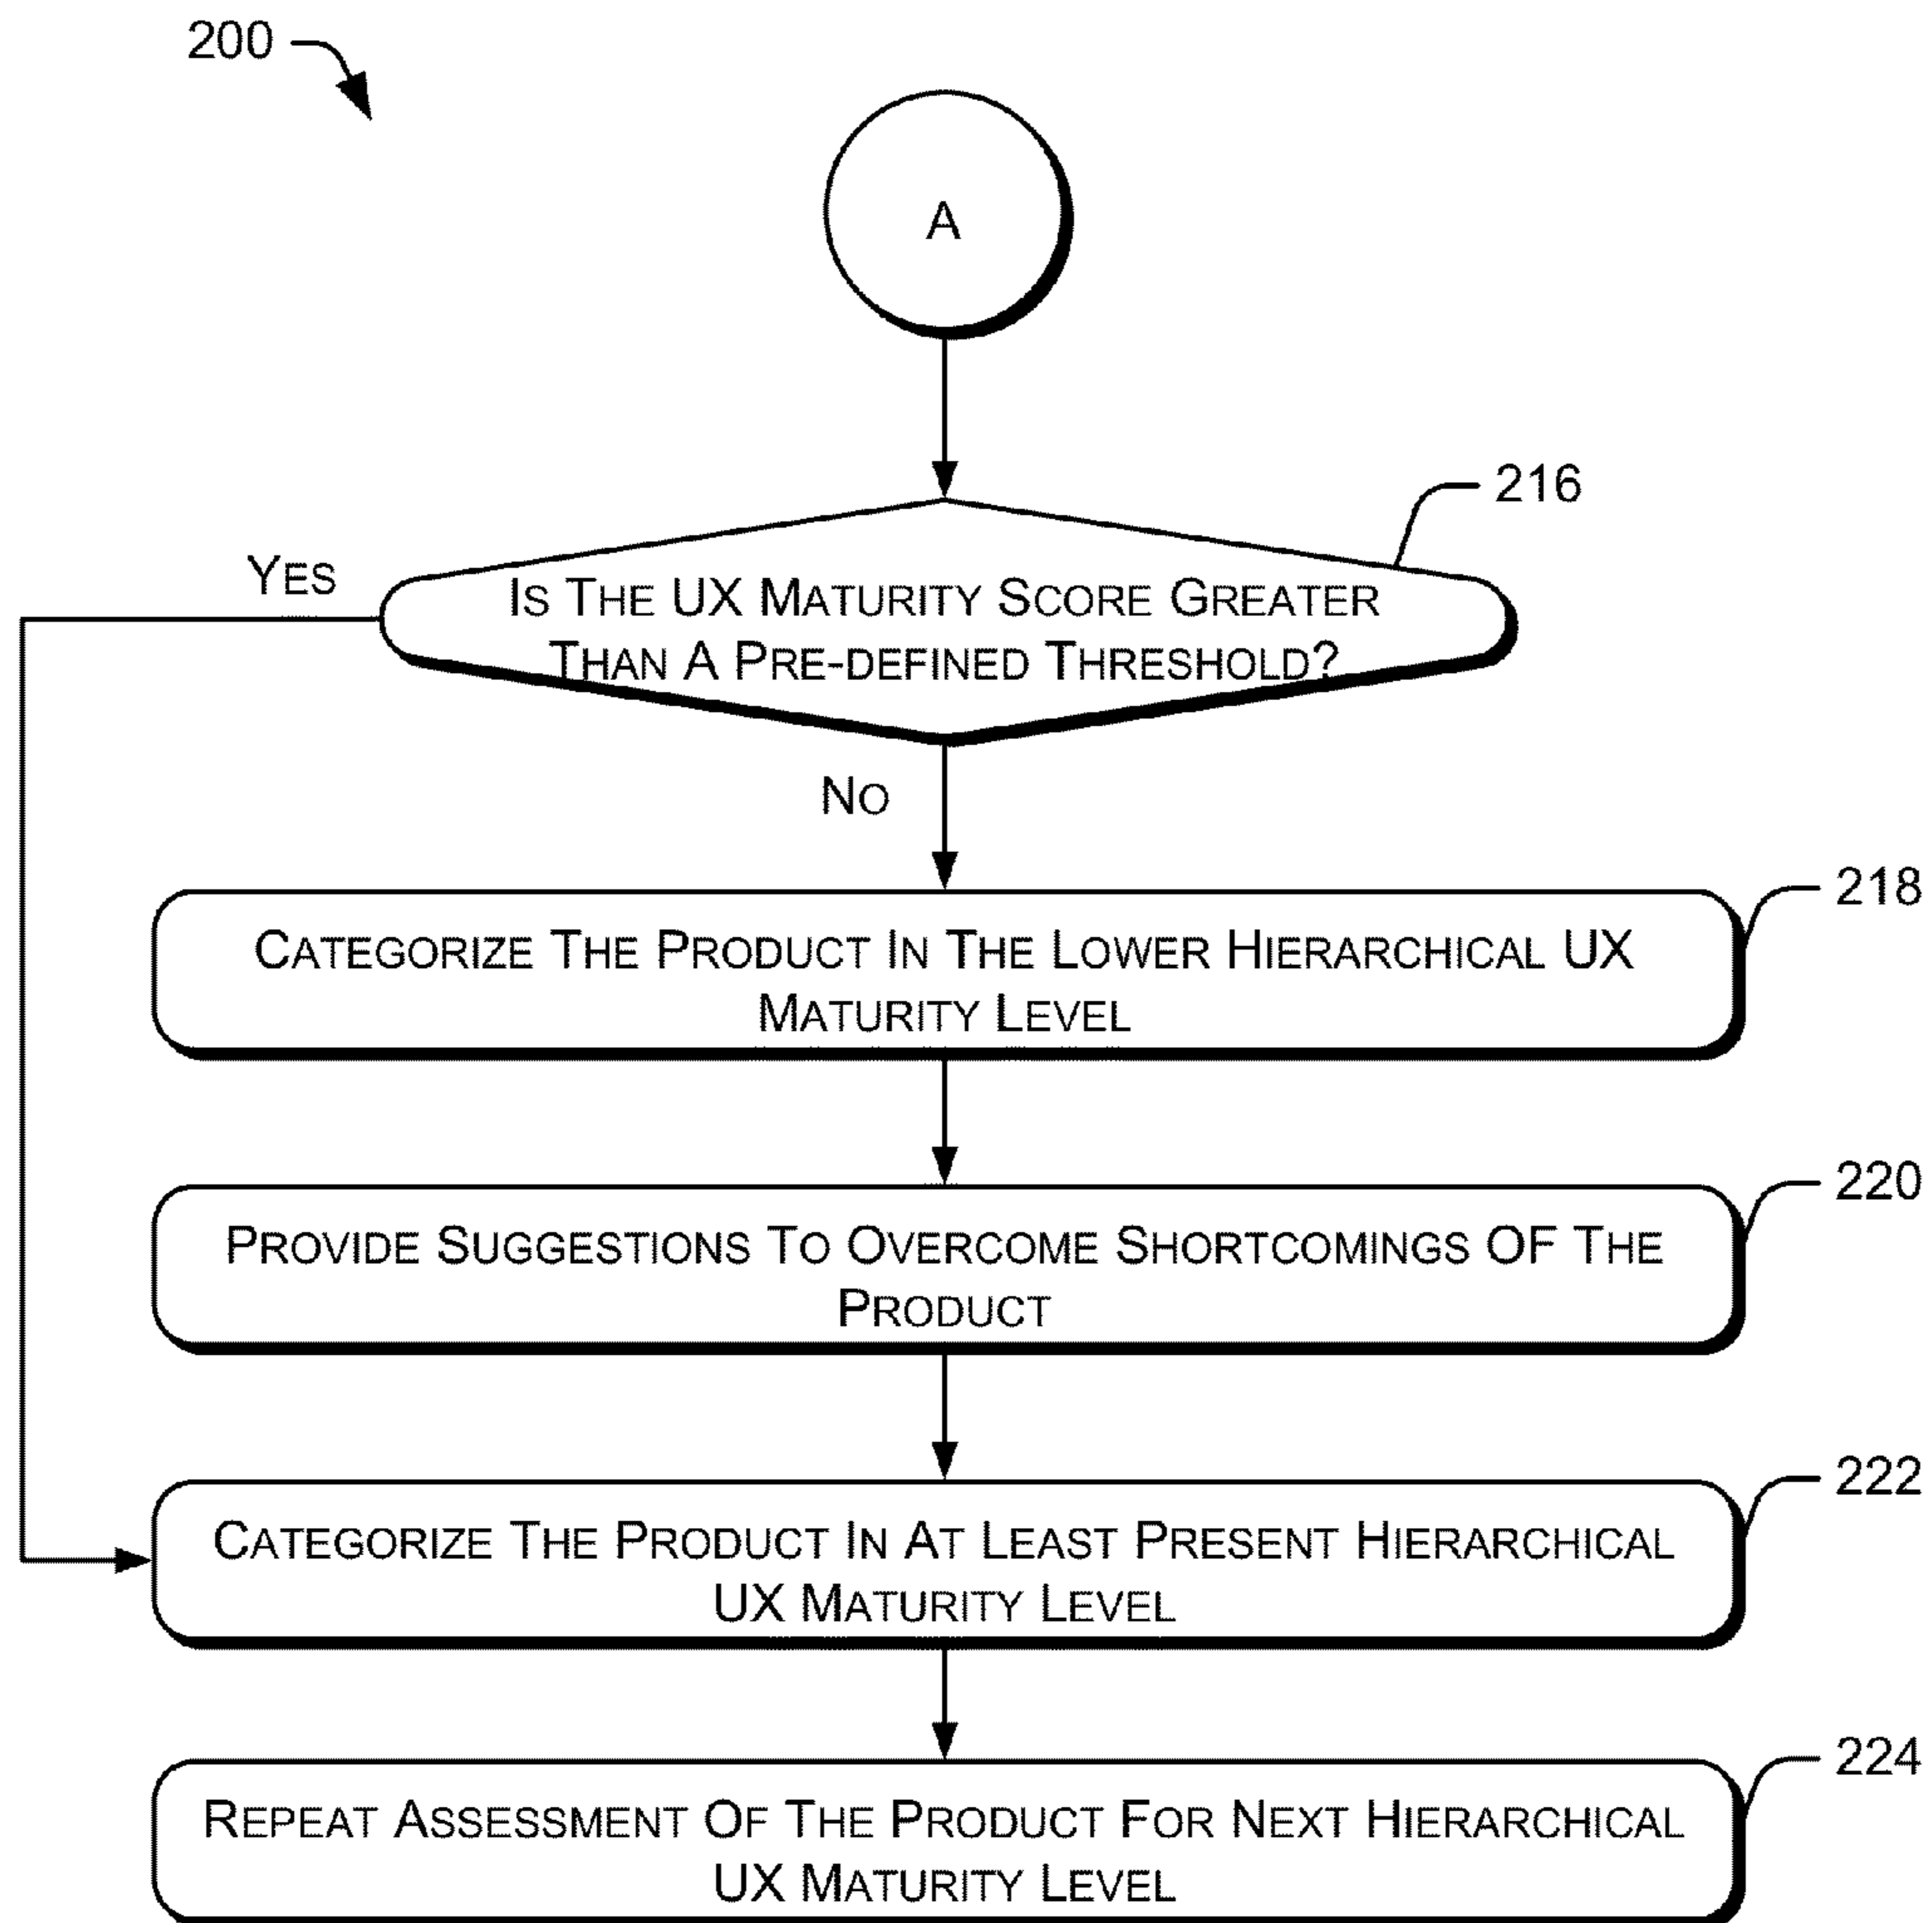 200
A
216
YES
IS THE UX MATURITY SCORE GREATER
THAN A PRE-DEFINED THRESHOLD?
NO
218
CATEGORIZE THE PRODUCT IN THE LOWER HIERARCHICAL UX
MATURITY LEVEL
220
PROVIDE SUGGESTIONS TO OVERCOME SHORTCOMINGS OF THE
PRODUCT
222
CATEGORIZE THE PRODUCT IN AT LEAST PRESENT HIERARCHICAL
UX MATURITY LEVEL
224
REPEAT ASSESSMENT OF THE PRODUCT FOR NEXT HIERARCHICAL
UX MATURITY LEVEL